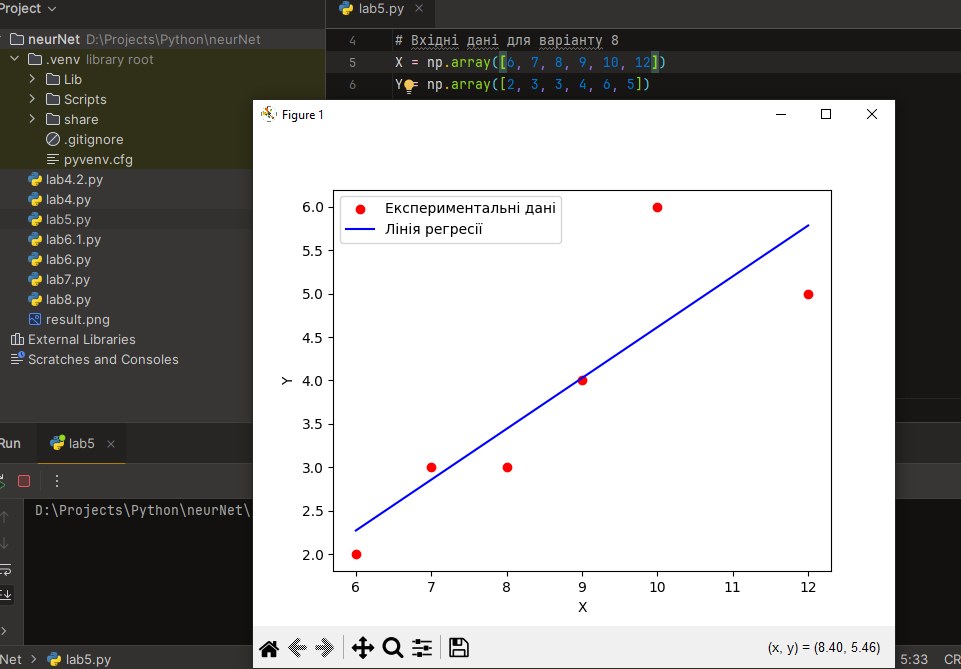 Project
neurNet D:\Projects\Python\neurNet
.venv library root
Lib
Scripts
share
.gitignore
pyvenv.cfg
lab4.2.py
lab4.py
lab5.py
lab6.1.py
lab6.py
lab7.py
lab8.py
result.png
External Libraries
Scratches and Consoles
lab5.py
4 # Вхідні дані для варіанту 8
5 X = np.array([6, 7, 8, 9, 10, 12])
6 Y = np.array([2, 3, 3, 4, 6, 5])
Figure 1
Експериментальні дані
Лінія регресії
6.0
5.5
5.0
4.5
4.0
3.5
3.0
2.5
2.0
Y
6 7 8 9 10 11 12
X
(x, y) = (8.40, 5.46)
Run lab5
D:\Projects\Python\neurNet\
Net > lab5.py
5:33 CR